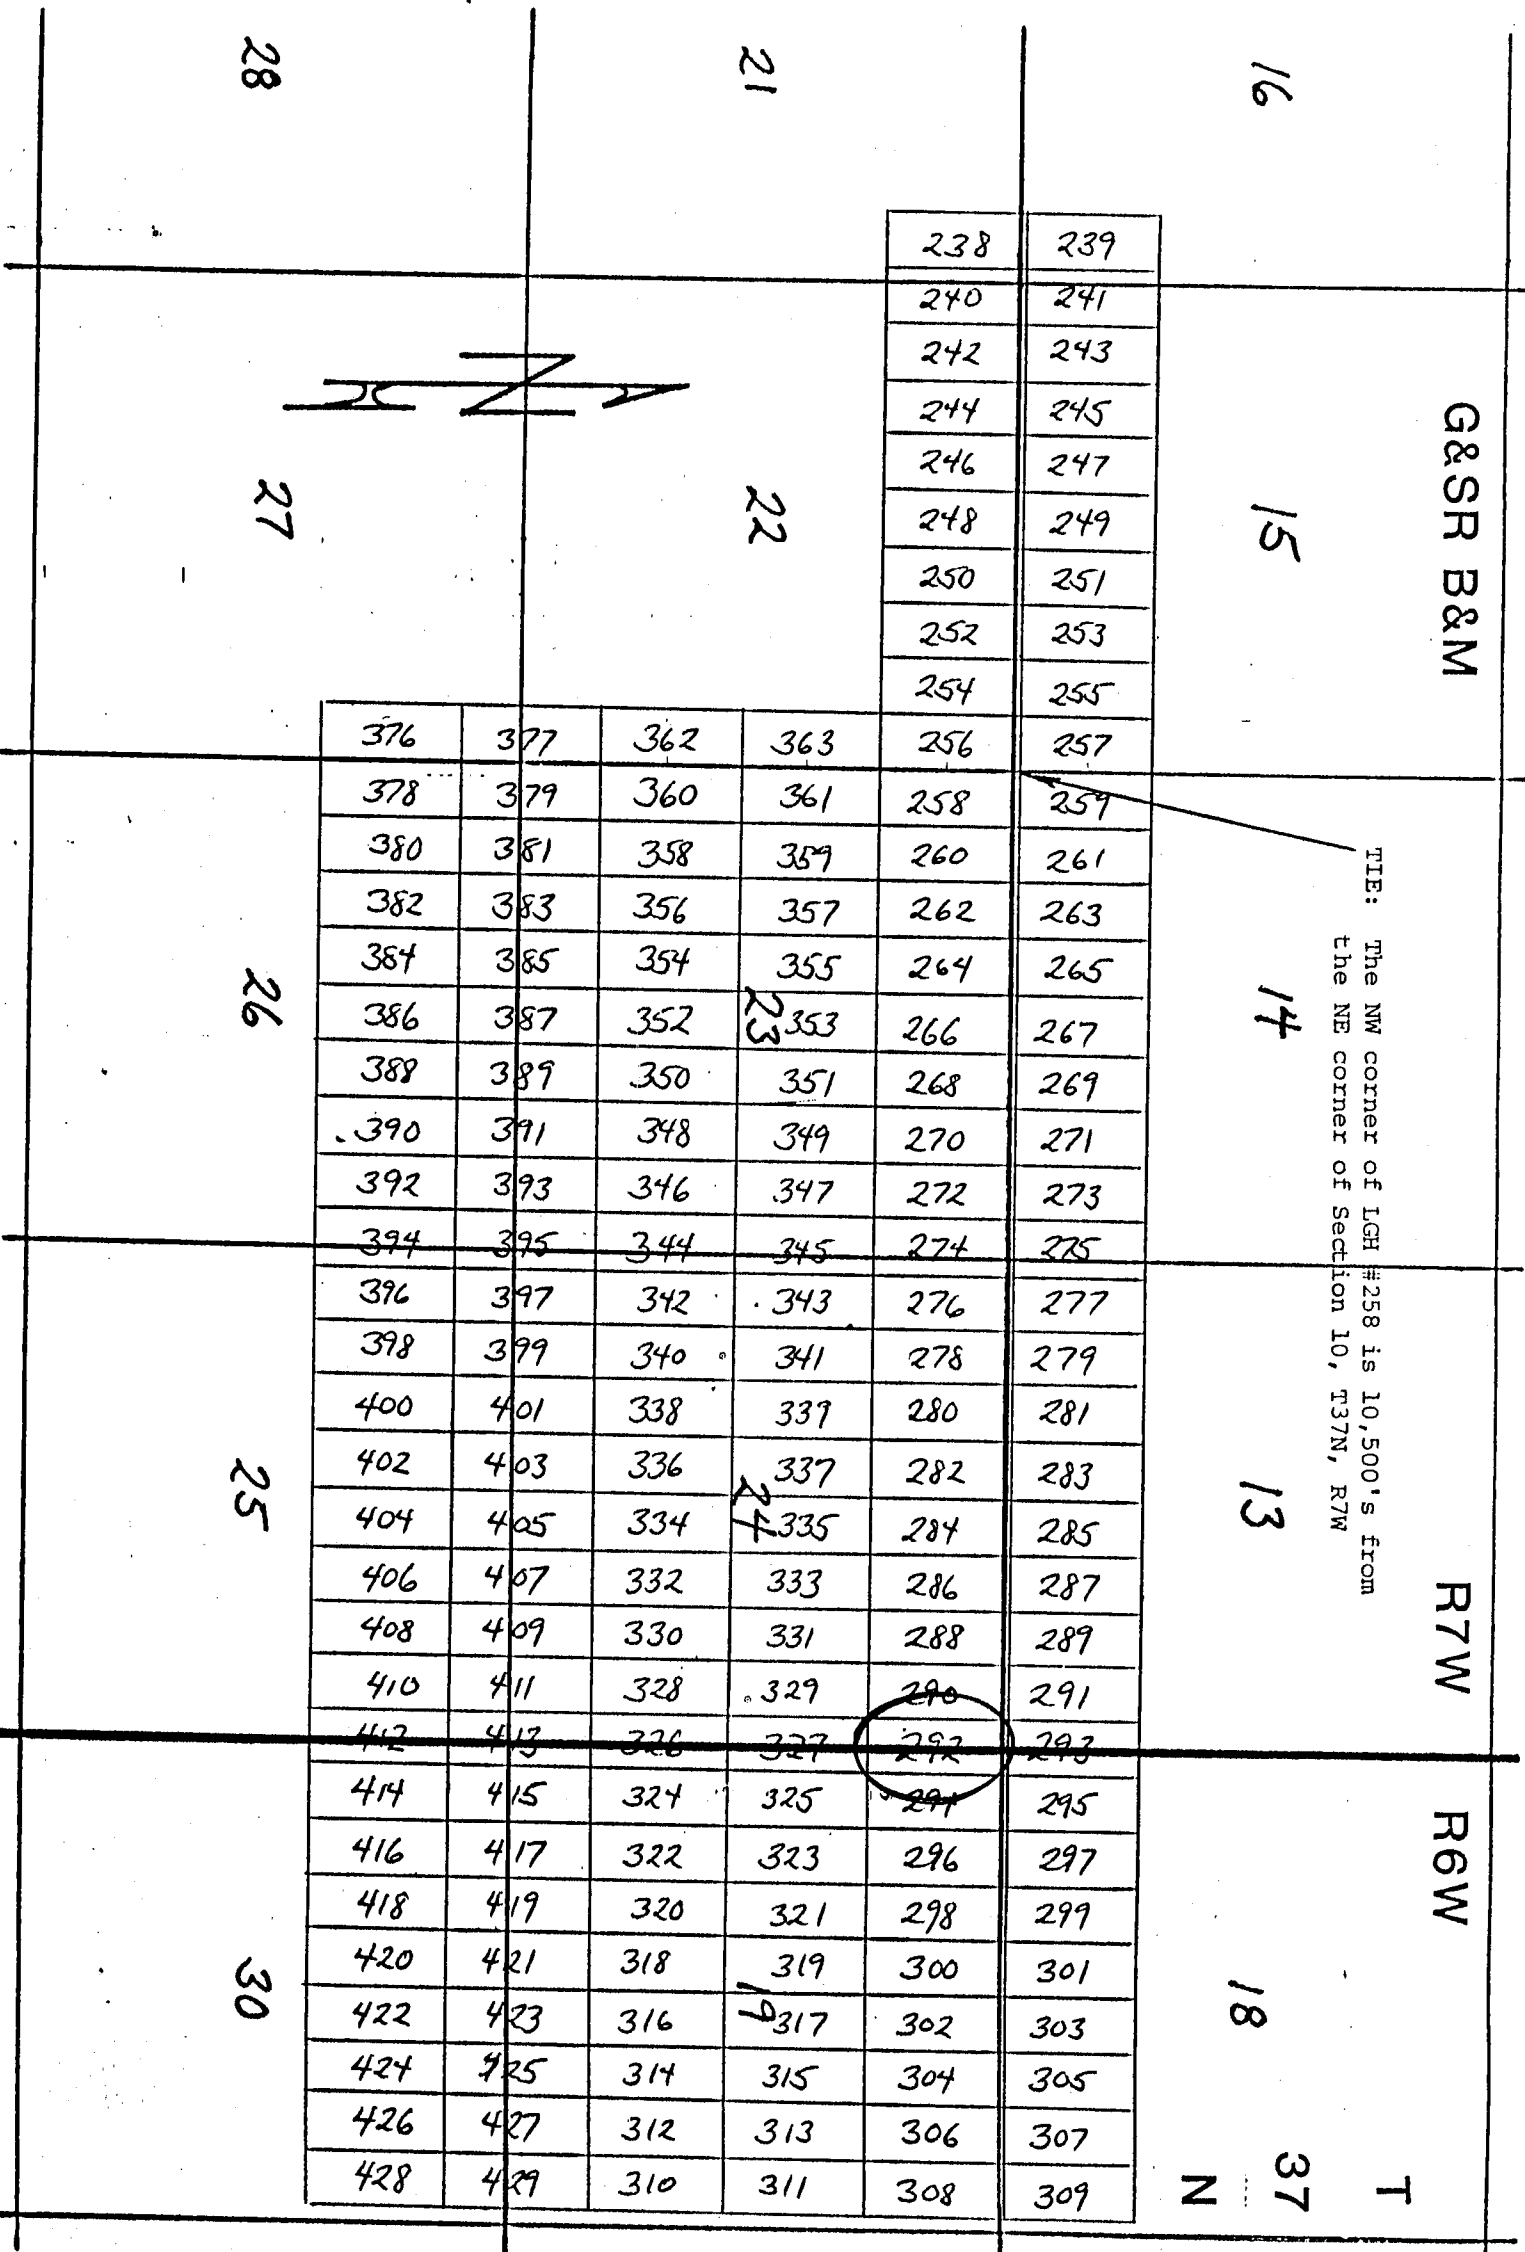 G&SR B&M
R7W
R6W
T
37
N
TIE: The NW corner of LGH #258 is 10,500's from
the NE corner of Section 10, T37N, R7W
16
15
14
13
18
21
22
23
24
19
28
27
26
25
30
N
238 239
240 241
242 243
244 245
246 247
248 249
250 251
252 253
254 255
376 377 362 363 256 257
378 379 360 361 258 259
380 381 358 359 260 261
382 383 356 357 262 263
384 385 354 355 264 265
386 387 352 353 266 267
388 389 350 351 268 269
390 391 348 349 270 271
392 393 346 347 272 273
394 395 344 345 274 275
396 397 342 343 276 277
398 399 340 341 278 279
400 401 338 339 280 281
402 403 336 337 282 283
404 405 334 335 284 285
406 407 332 333 286 287
408 409 330 331 288 289
410 411 328 329 290 291
412 413 326 327 292 293
414 415 324 325 294 295
416 417 322 323 296 297
418 419 320 321 298 299
420 421 318 319 300 301
422 423 316 317 302 303
424 425 314 315 304 305
426 427 312 313 306 307
428 429 310 311 308 309